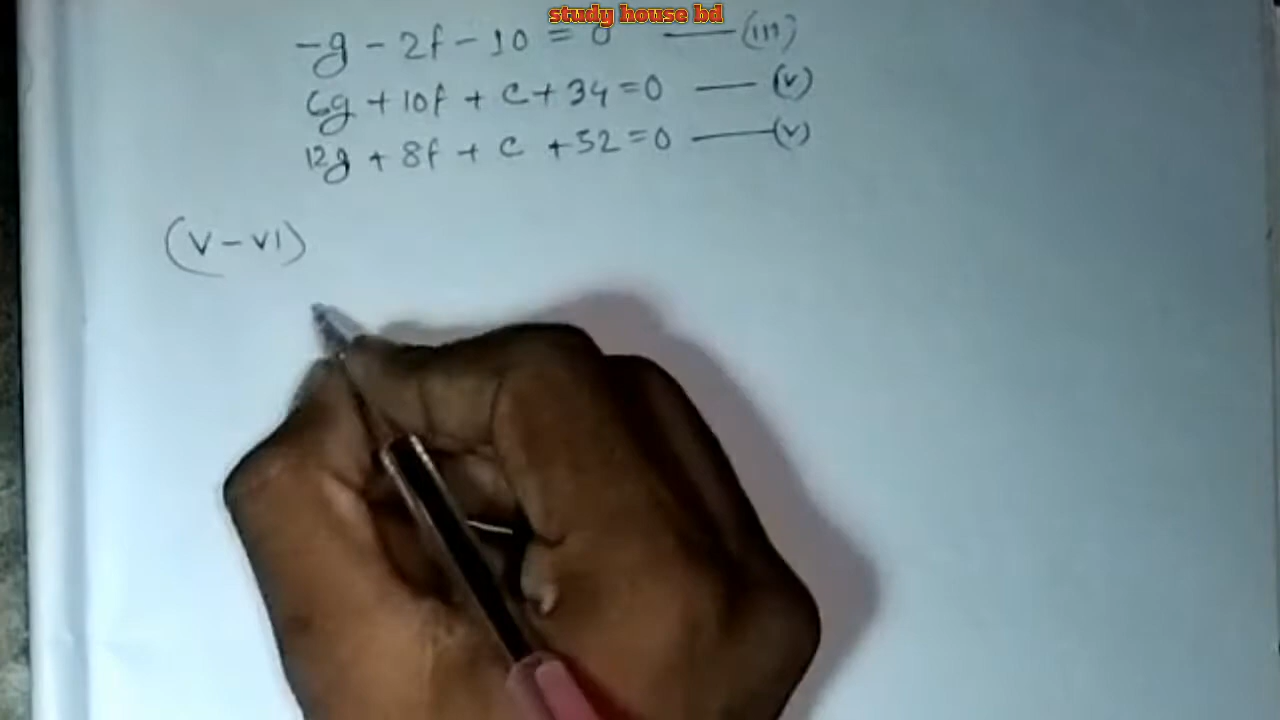 study house bd
-g - 2f - 10 = 0 —— (iii)
6g + 10f + c + 34 = 0 —— (v)
12g + 8f + c + 52 = 0 —— (v)
(v - vi)